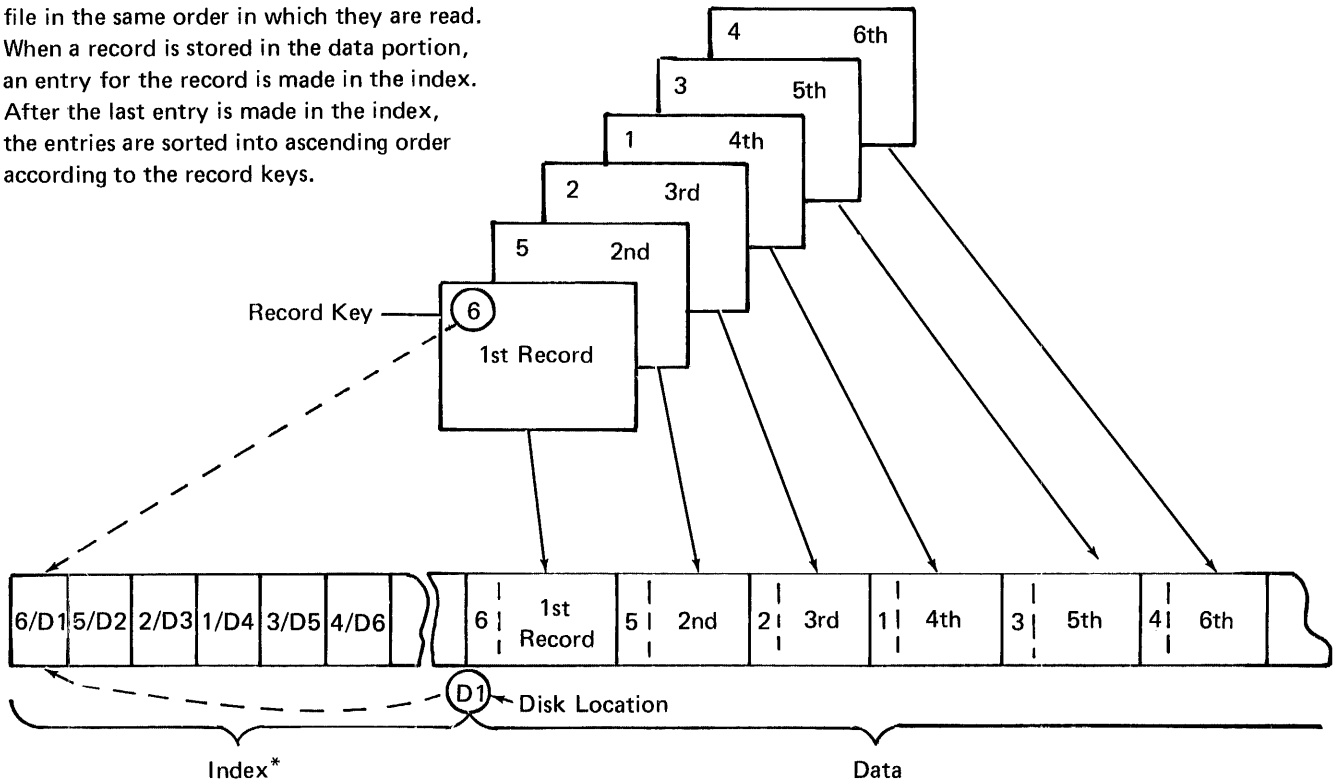 file in the same order in which they are read.
When a record is stored in the data portion,
an entry for the record is made in the index.
After the last entry is made in the index,
the entries are sorted into ascending order
according to the record keys.
4 6th
3 5th
1 4th
2 3rd
5 2nd
Record Key 6
1st Record
6/D1 5/D2 2/D3 1/D4 3/D5 4/D6 6 1st Record 5 2nd 2 3rd 1 4th 3 5th 4 6th
D1 Disk Location
Index* Data